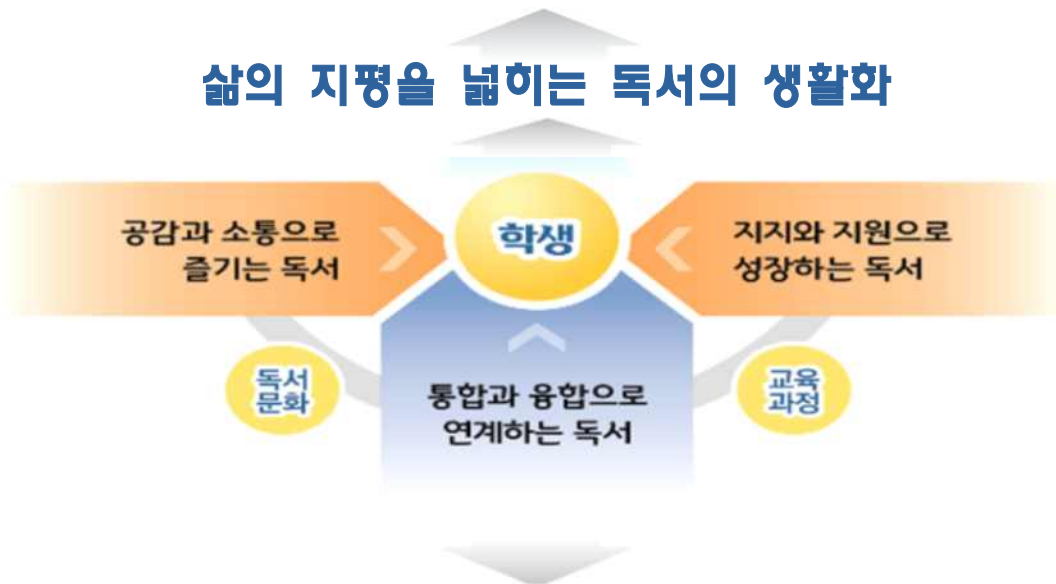 삶의 지평을 넓히는 독서의 생활화
공감과 소통으로
즐기는 독서
학생
지지와 지원으로
성장하는 독서
독서
문화
통합과 융합으로
연계하는 독서
교육
과정